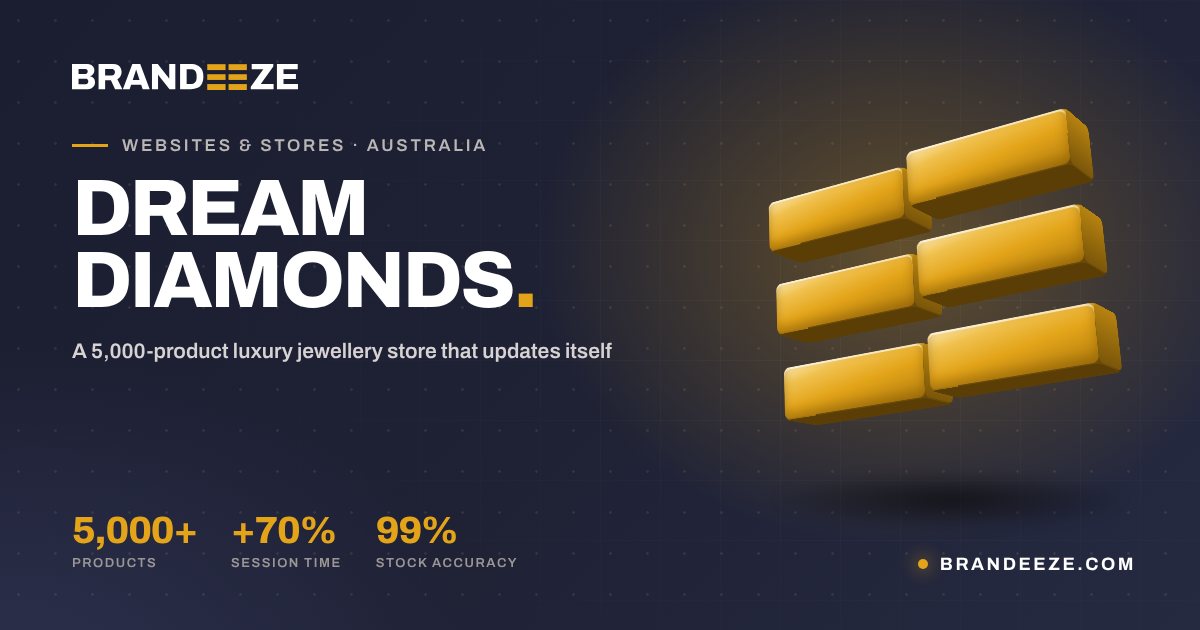 BRANDEEZE
WEBSITES & STORES · AUSTRALIA
DREAM
DIAMONDS.
A 5,000-product luxury jewellery store that updates itself
5,000+ +70% 99%
PRODUCTS SESSION TIME STOCK ACCURACY
BRANDEEZE.COM